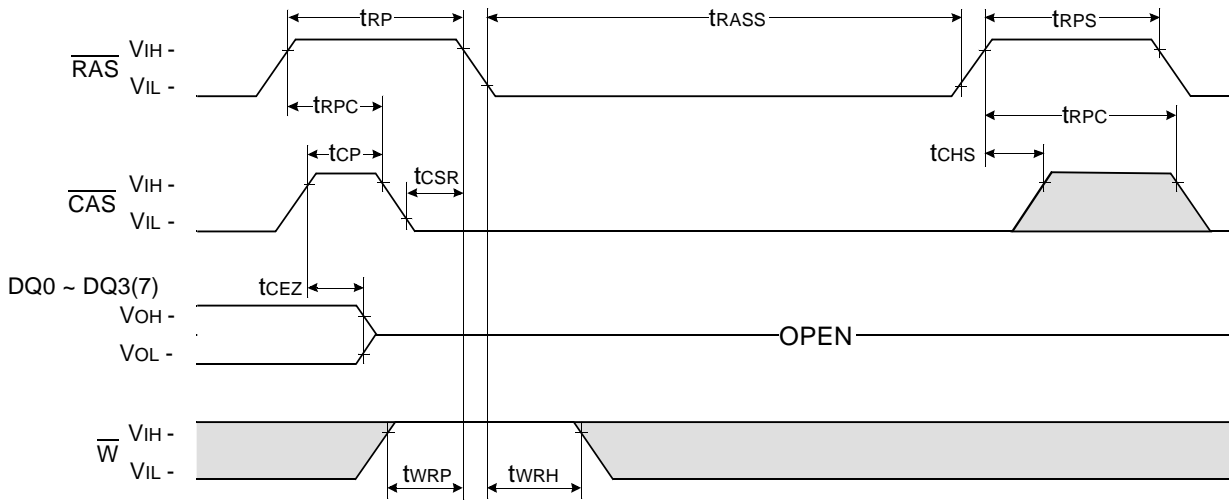 tRP
tRASS
tRPS
RAS
VIH -
VIL -
tRPC
tRPC
tCP
tCSR
tCHS
CAS
VIH -
VIL -
DQ0 ~ DQ3(7)
tCEZ
VOH -
VOL -
OPEN
W
VIH -
VIL -
tWRP
tWRH